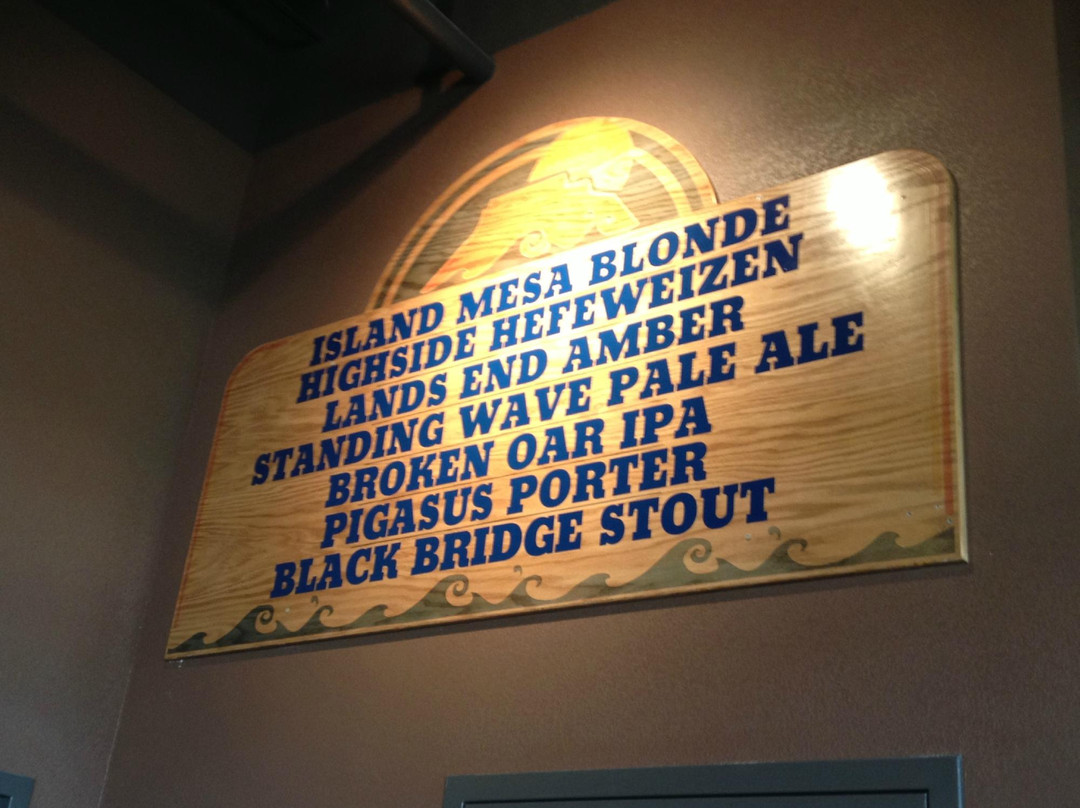 ISLAND MESA BLONDE
HIGHSIDE HEFEWEIZEN
LANDS END AMBER
STANDING WAVE PALE ALE
BROKEN OAR IPA
PIGASUS PORTER
BLACK BRIDGE STOUT